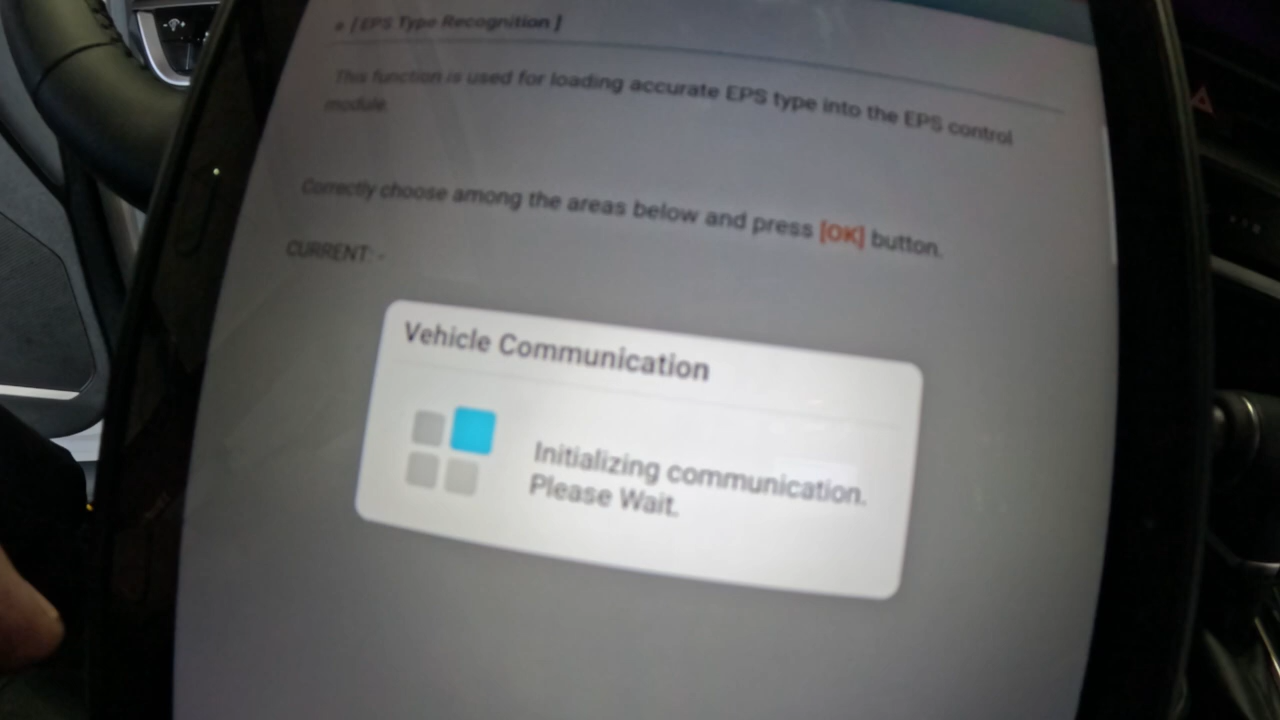 ● [ EPS Type Recognition ]
This function is used for loading accurate EPS type into the EPS control
module.
Correctly choose among the areas below and press [OK] button.
CURRENT: -
Vehicle Communication
Initializing communication.
Please Wait.